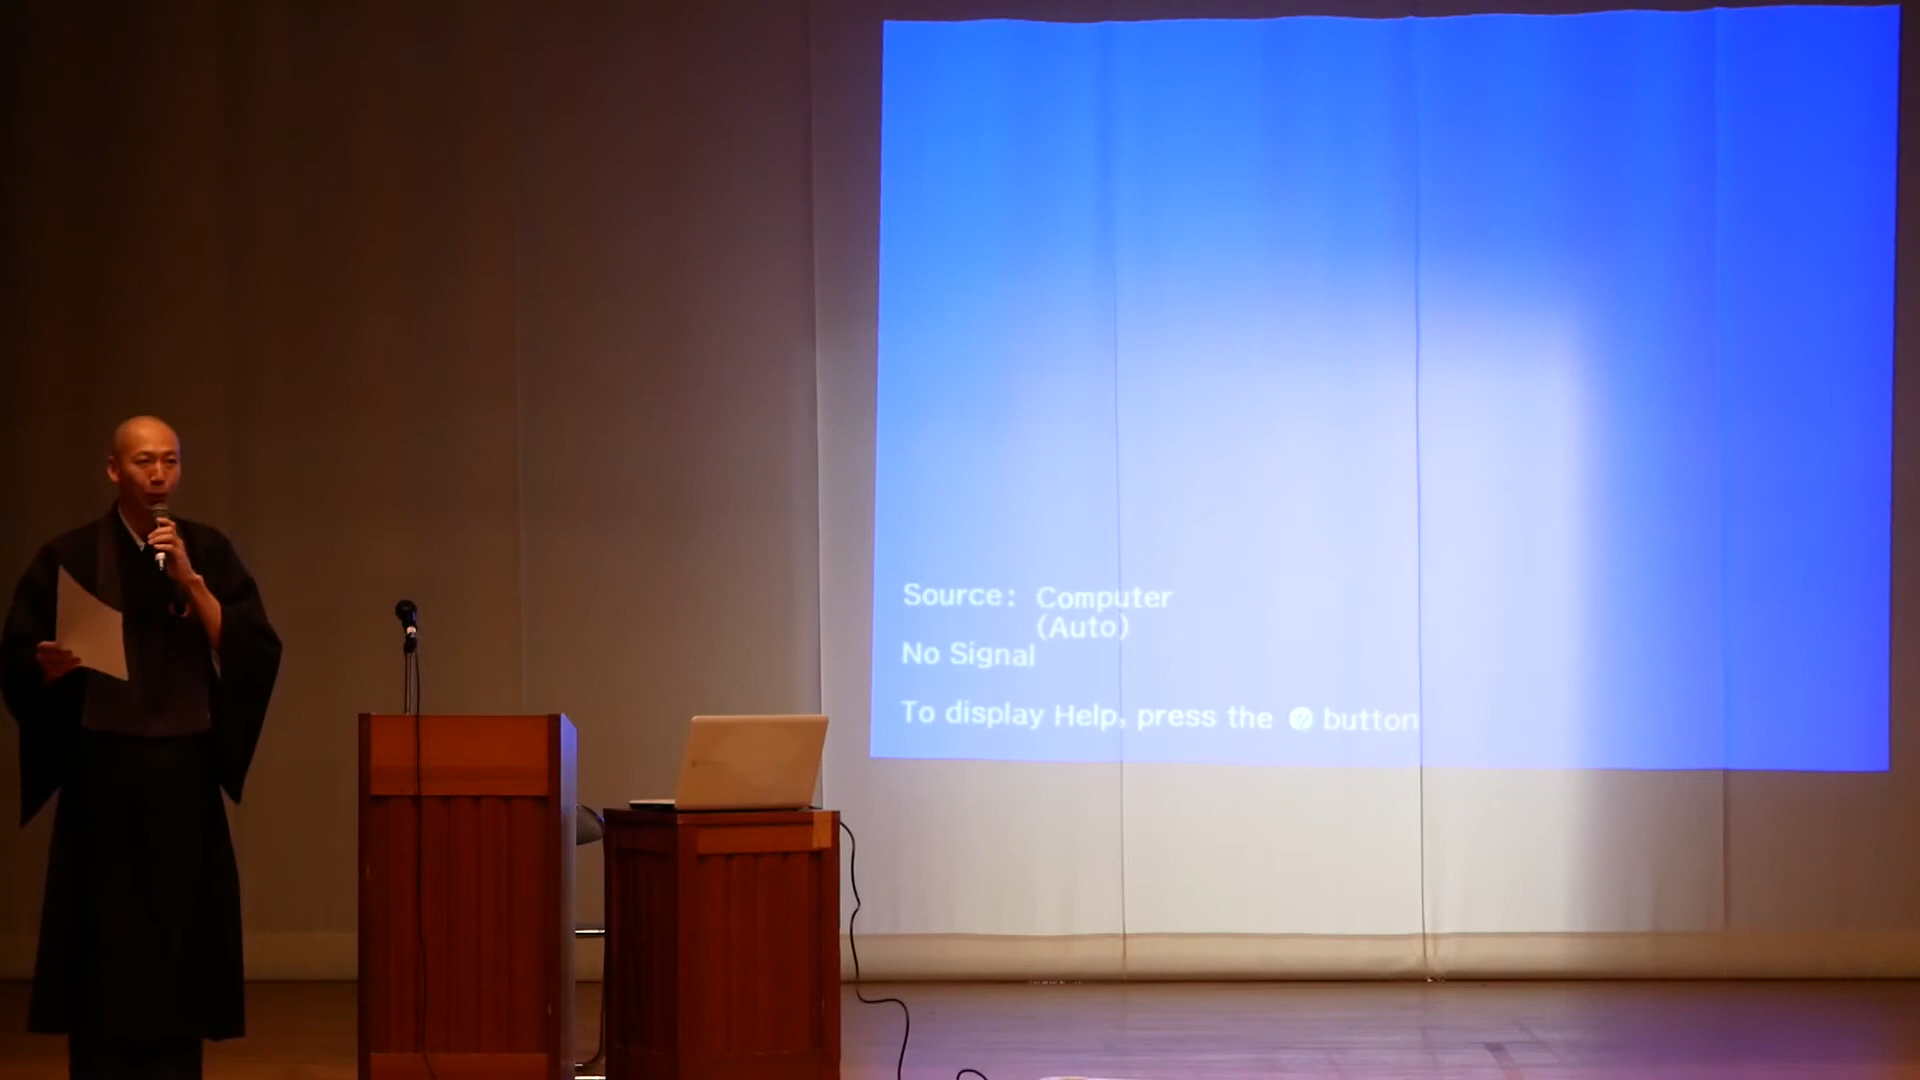 Source: Computer
(Auto)
No Signal
To display Help, press the ? button